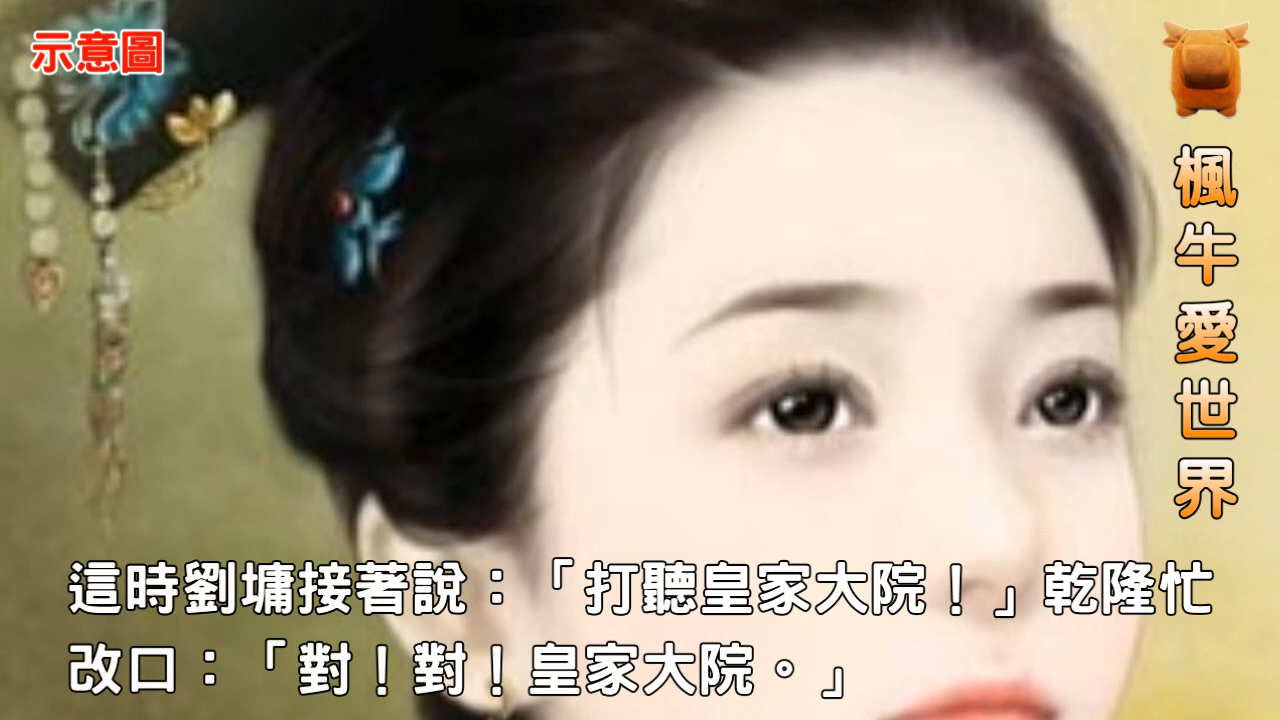 示意圖
楓牛愛世界
這時劉墉接著說：「打聽皇家大院！」乾隆忙
改口：「對！對！皇家大院。」